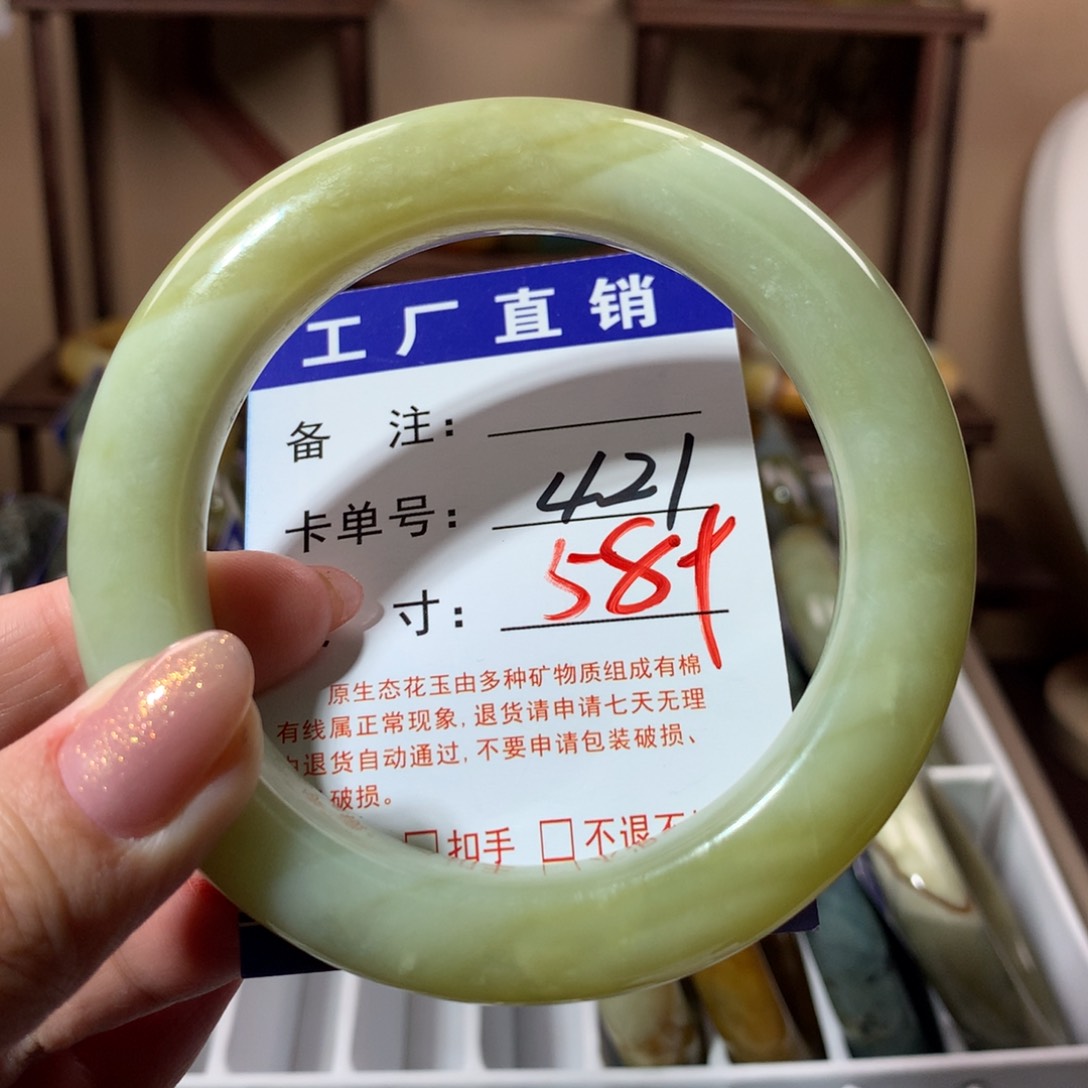 工厂直销
备 注：
卡单号： 421
寸： 584
原生态花玉由多种矿物质组成有棉
有线属正常现象，退货请申请七天无理
由退货自动通过，不要申请包装破损、
破损。
□扣手 □不退不